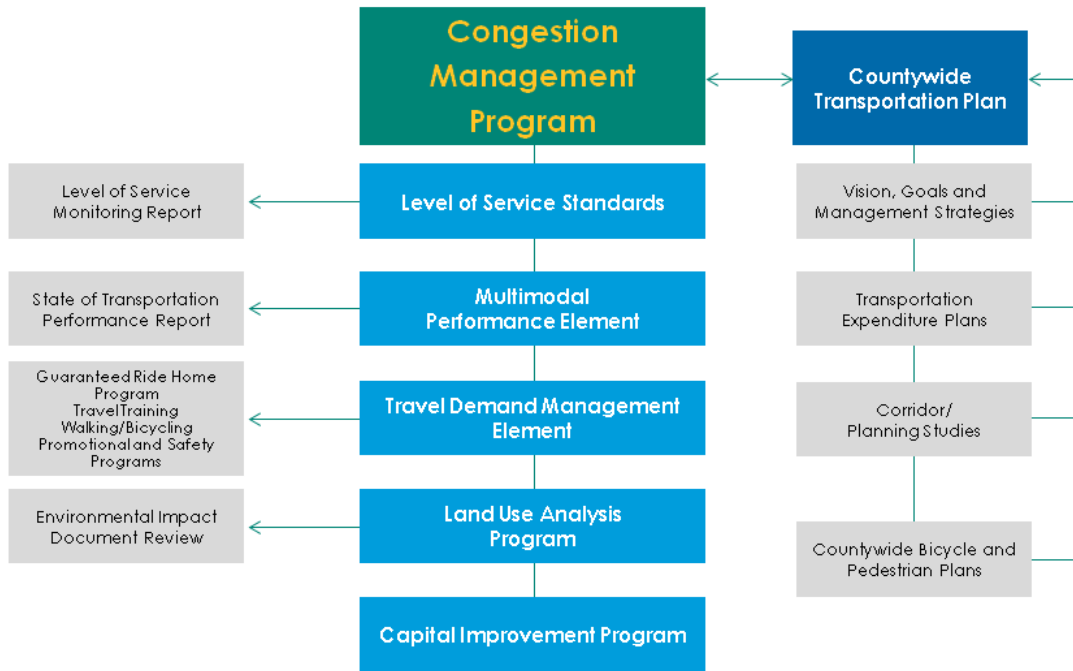 Congestion
Management
Program
Countywide
Transportation Plan
Level of Service
Monitoring Report
Level of Service Standards
Vision, Goals and
Management Strategies
State of Transportation
Performance Report
Multimodal
Performance Element
Transportation
Expenditure Plans
Guaranteed Ride Home
Program
Travel Training
Walking/Bicycling
Promotional and Safety
Programs
Travel Demand Management
Element
Corridor/
Planning Studies
Environmental Impact
Document Review
Land Use Analysis
Program
Countywide Bicycle and
Pedestrian Plans
Capital Improvement Program